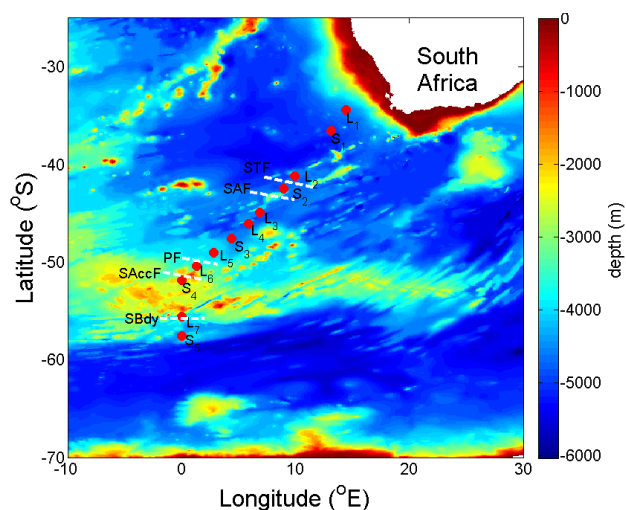 South
Africa
L1
S1
STF
L2
SAF
S2
L3
L4
S3
PF
L5
SAccF
L6
S4
SBdy
L7
S5
-30
-40
-50
-60
-70
-10
0
10
20
30
Latitude (°S)
Longitude (°E)
0
-1000
-2000
-3000
-4000
-5000
-6000
depth (m)